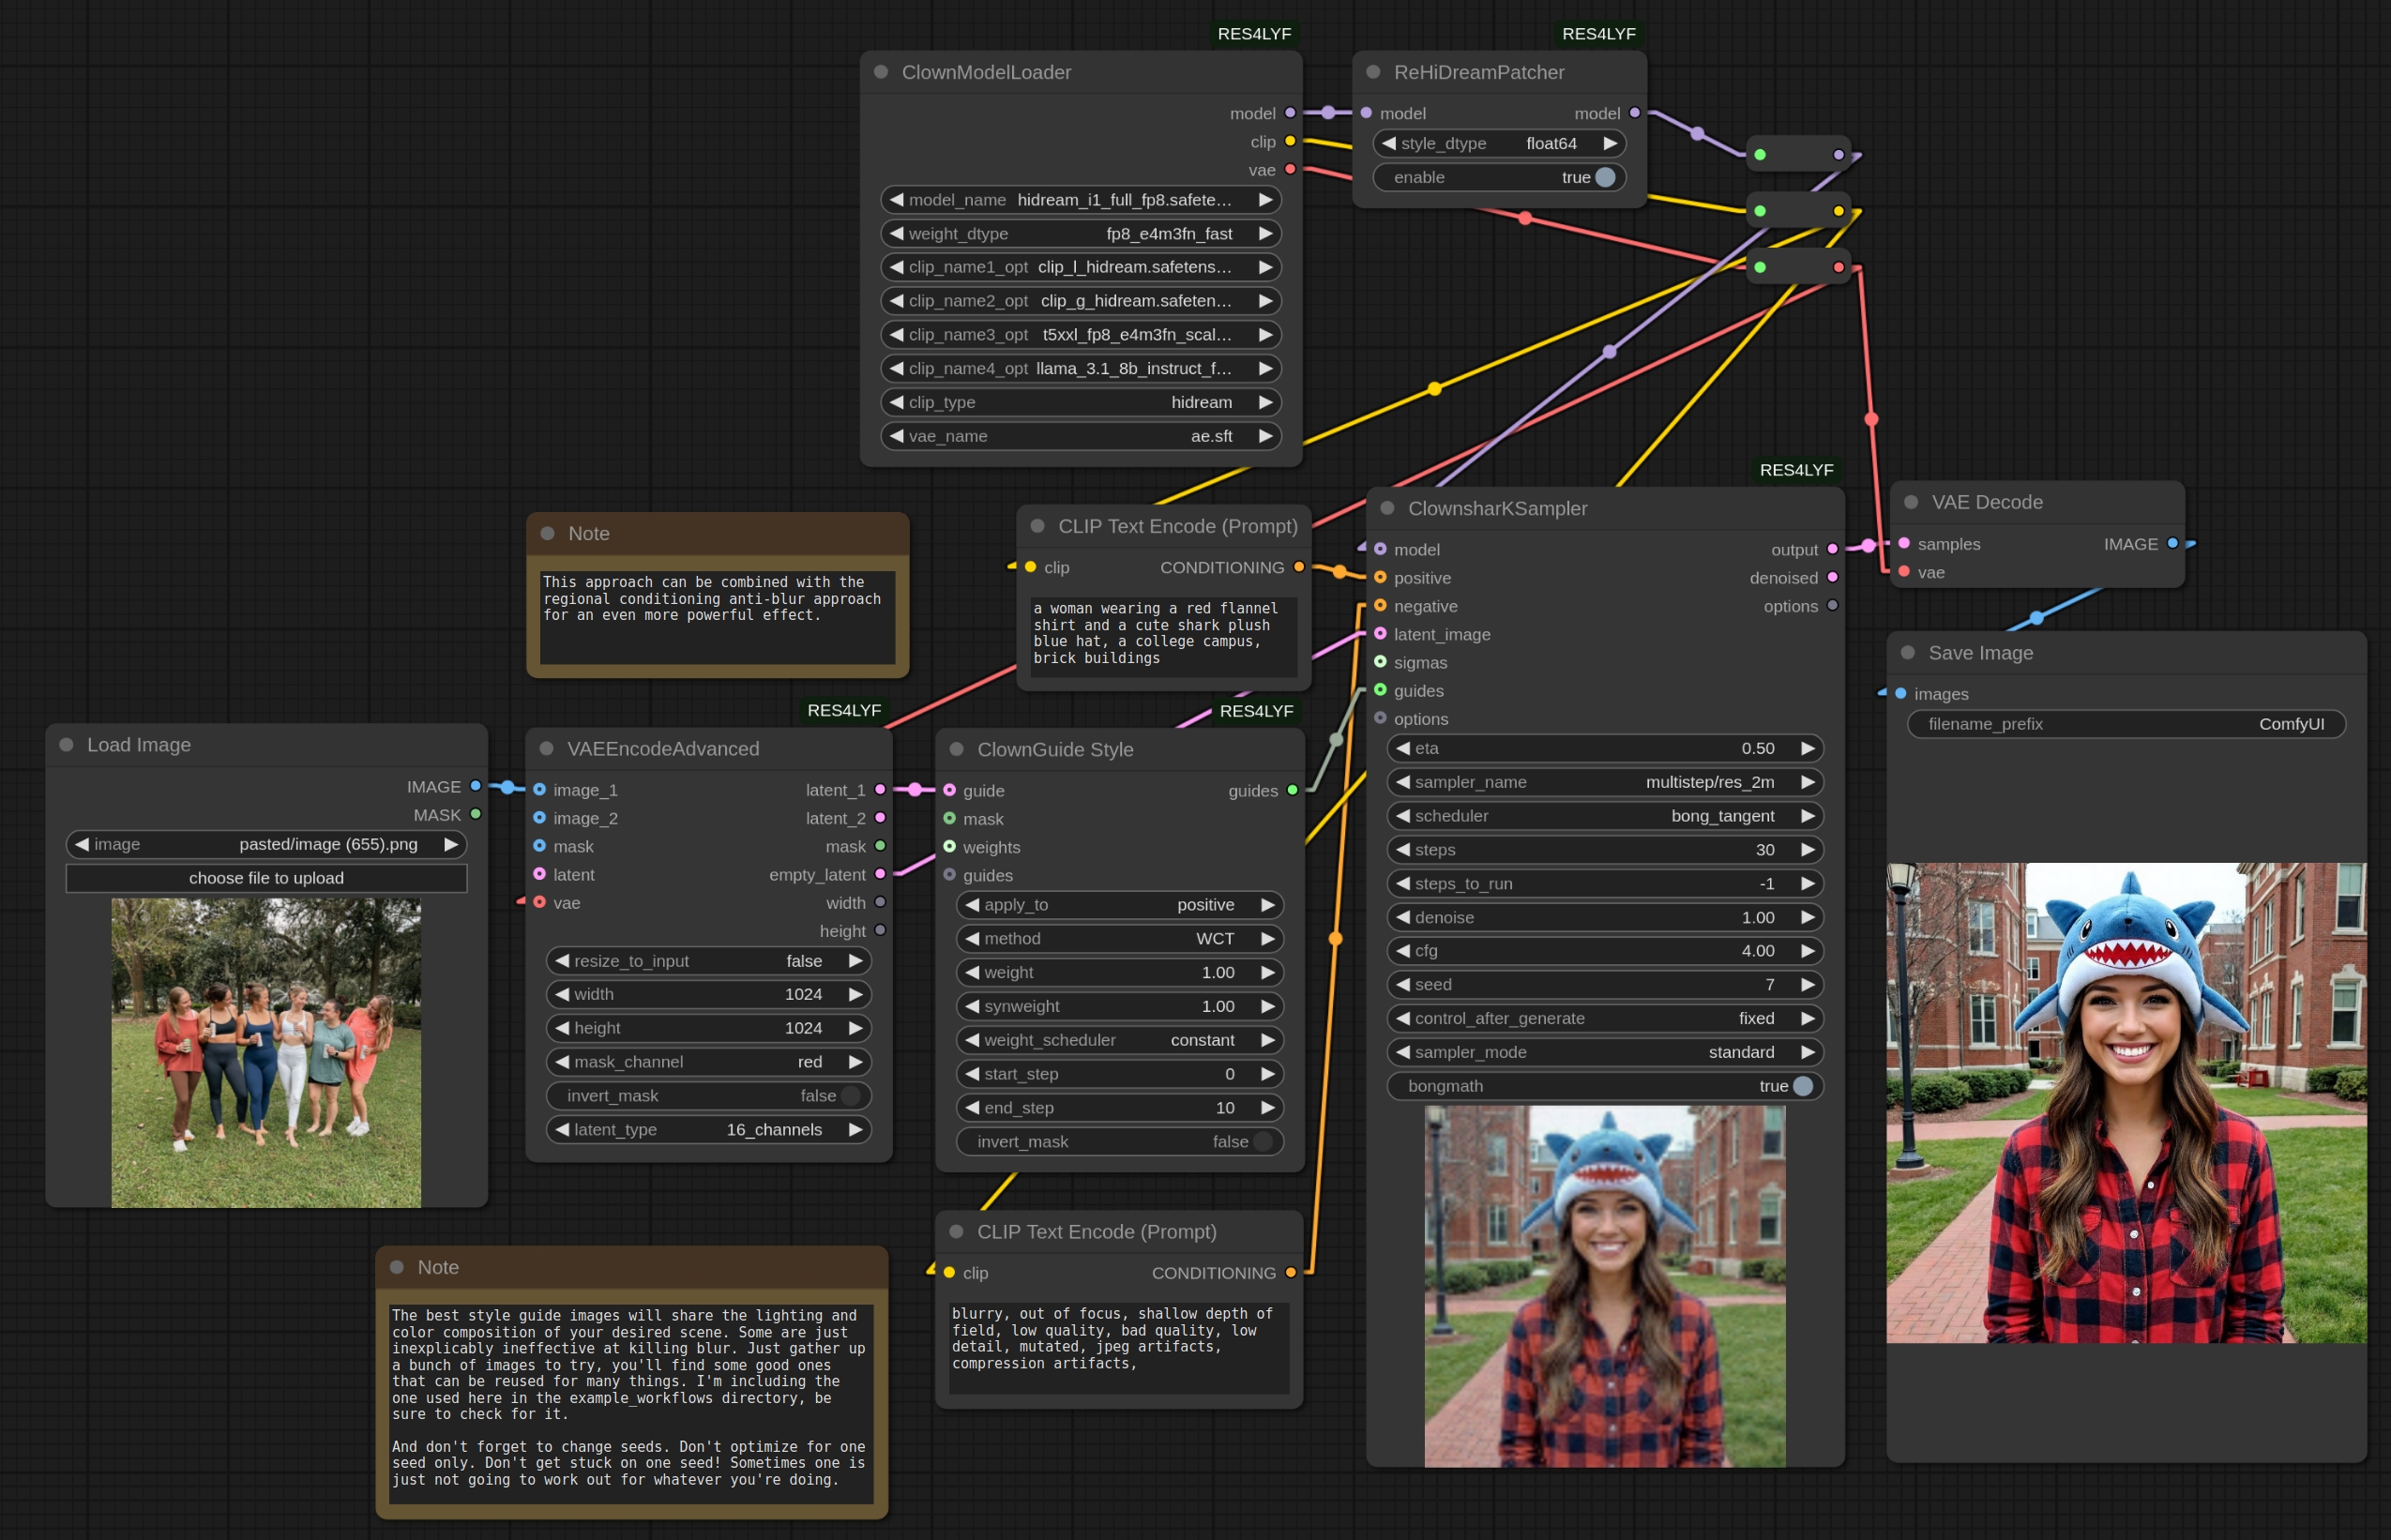 RES4LYF
ClownModelLoader
model
clip
vae
model_name hidream_i1_full_fp8.safete...
weight_dtype fp8_e4m3fn_fast
clip_name1_opt clip_l_hidream.safetens...
clip_name2_opt clip_g_hidream.safeten...
clip_name3_opt t5xxl_fp8_e4m3fn_scal...
clip_name4_opt llama_3.1_8b_instruct_f...
clip_type hidream
vae_name ae.sft
RES4LYF
ReHiDreamPatcher
model model
style_dtype float64
enable true
Note
This approach can be combined with the
regional conditioning anti-blur approach
for an even more powerful effect.
CLIP Text Encode (Prompt)
clip CONDITIONING
a woman wearing a red flannel
shirt and a cute shark plush
blue hat, a college campus,
brick buildings
RES4LYF
ClownsharKSampler
model output
positive denoised
negative options
latent_image
sigmas
guides
options
eta 0.50
sampler_name multistep/res_2m
scheduler bong_tangent
steps 30
steps_to_run -1
denoise 1.00
cfg 4.00
seed 7
control_after_generate fixed
sampler_mode standard
bongmath true
VAE Decode
samples IMAGE
vae
Save Image
images
filename_prefix ComfyUI
Load Image
IMAGE
MASK
image pasted/image (655).png
choose file to upload
RES4LYF
VAEEncodeAdvanced
image_1 latent_1
image_2 latent_2
mask mask
latent empty_latent
vae width
height
resize_to_input false
width 1024
height 1024
mask_channel red
invert_mask false
latent_type 16_channels
RES4LYF
ClownGuide Style
guide guides
mask
weights
guides
apply_to positive
method WCT
weight 1.00
synweight 1.00
weight_scheduler constant
start_step 0
end_step 10
invert_mask false
Note
The best style guide images will share the lighting and
color composition of your desired scene. Some are just
inexplicably ineffective at killing blur. Just gather up
a bunch of images to try, you'll find some good ones
that can be reused for many things. I'm including the
one used here in the example_workflows directory, be
sure to check for it.
And don't forget to change seeds. Don't optimize for one
seed only. Don't get stuck on one seed! Sometimes one is
just not going to work out for whatever you're doing.
CLIP Text Encode (Prompt)
clip CONDITIONING
blurry, out of focus, shallow depth of
field, low quality, bad quality, low
detail, mutated, jpeg artifacts,
compression artifacts,